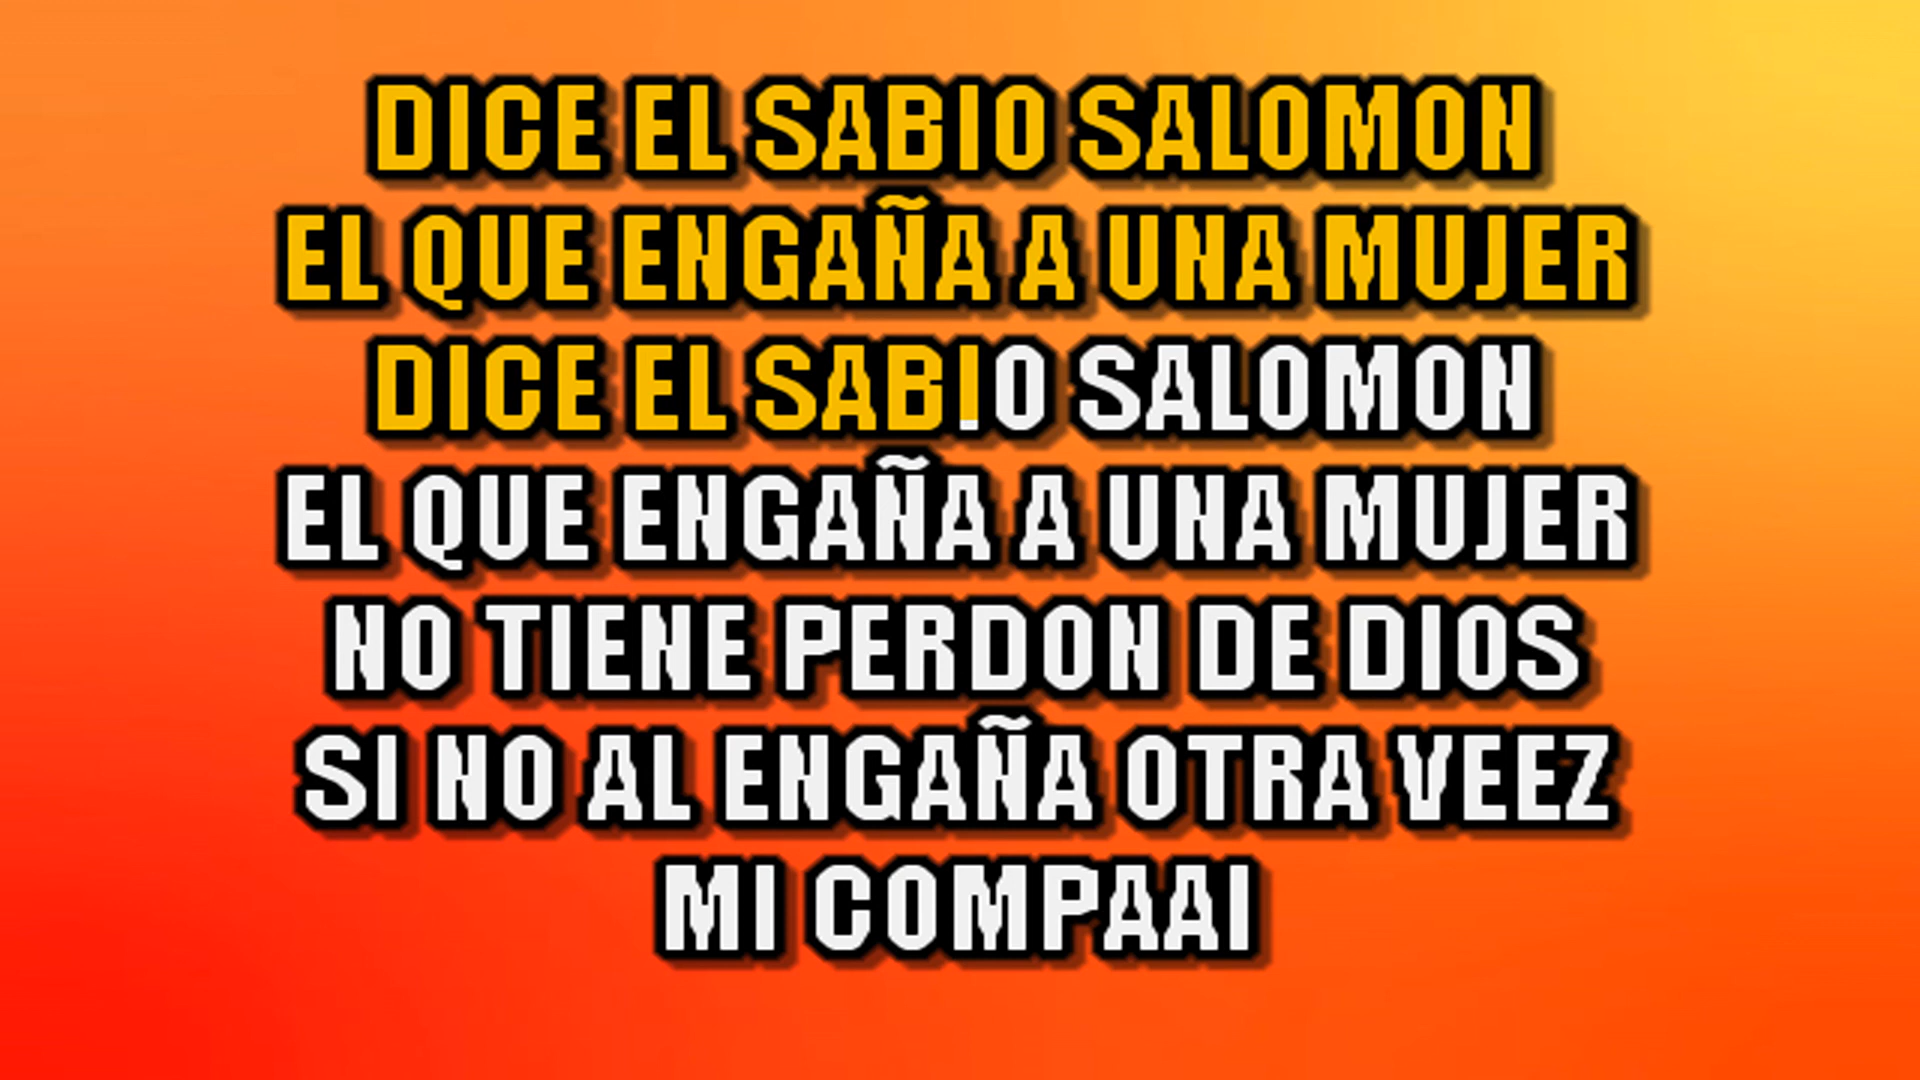 DICE EL SABIO SALOMON
EL QUE ENGAÑA A UNA MUJER
DICE EL SABIO SALOMON
EL QUE ENGAÑA A UNA MUJER
NO TIENE PERDON DE DIOS
SI NO AL ENGAÑA OTRA VEEZ
MI COMPAAI